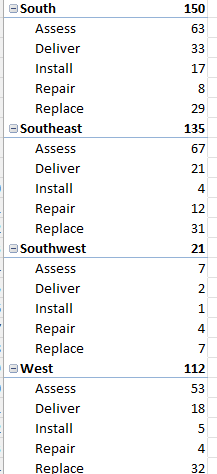 South 150
Assess 63
Deliver 33
Install 17
Repair 8
Replace 29
Southeast 135
Assess 67
Deliver 21
Install 4
Repair 12
Replace 31
Southwest 21
Assess 7
Deliver 2
Install 1
Repair 4
Replace 7
West 112
Assess 53
Deliver 18
Install 5
Repair 4
Replace 32